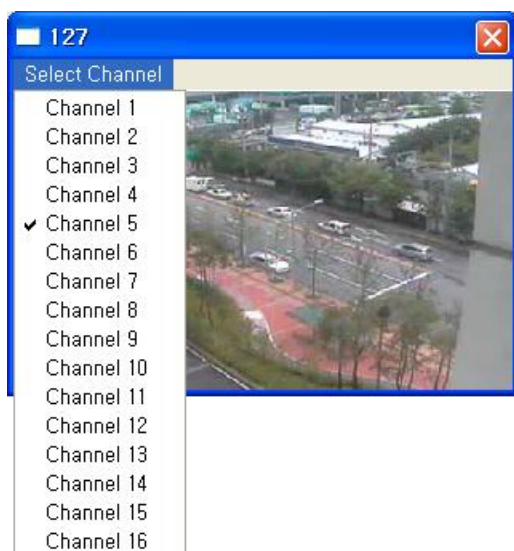 127
Select Channel
Channel 1
Channel 2
Channel 3
Channel 4
Channel 5
Channel 6
Channel 7
Channel 8
Channel 9
Channel 10
Channel 11
Channel 12
Channel 13
Channel 14
Channel 15
Channel 16